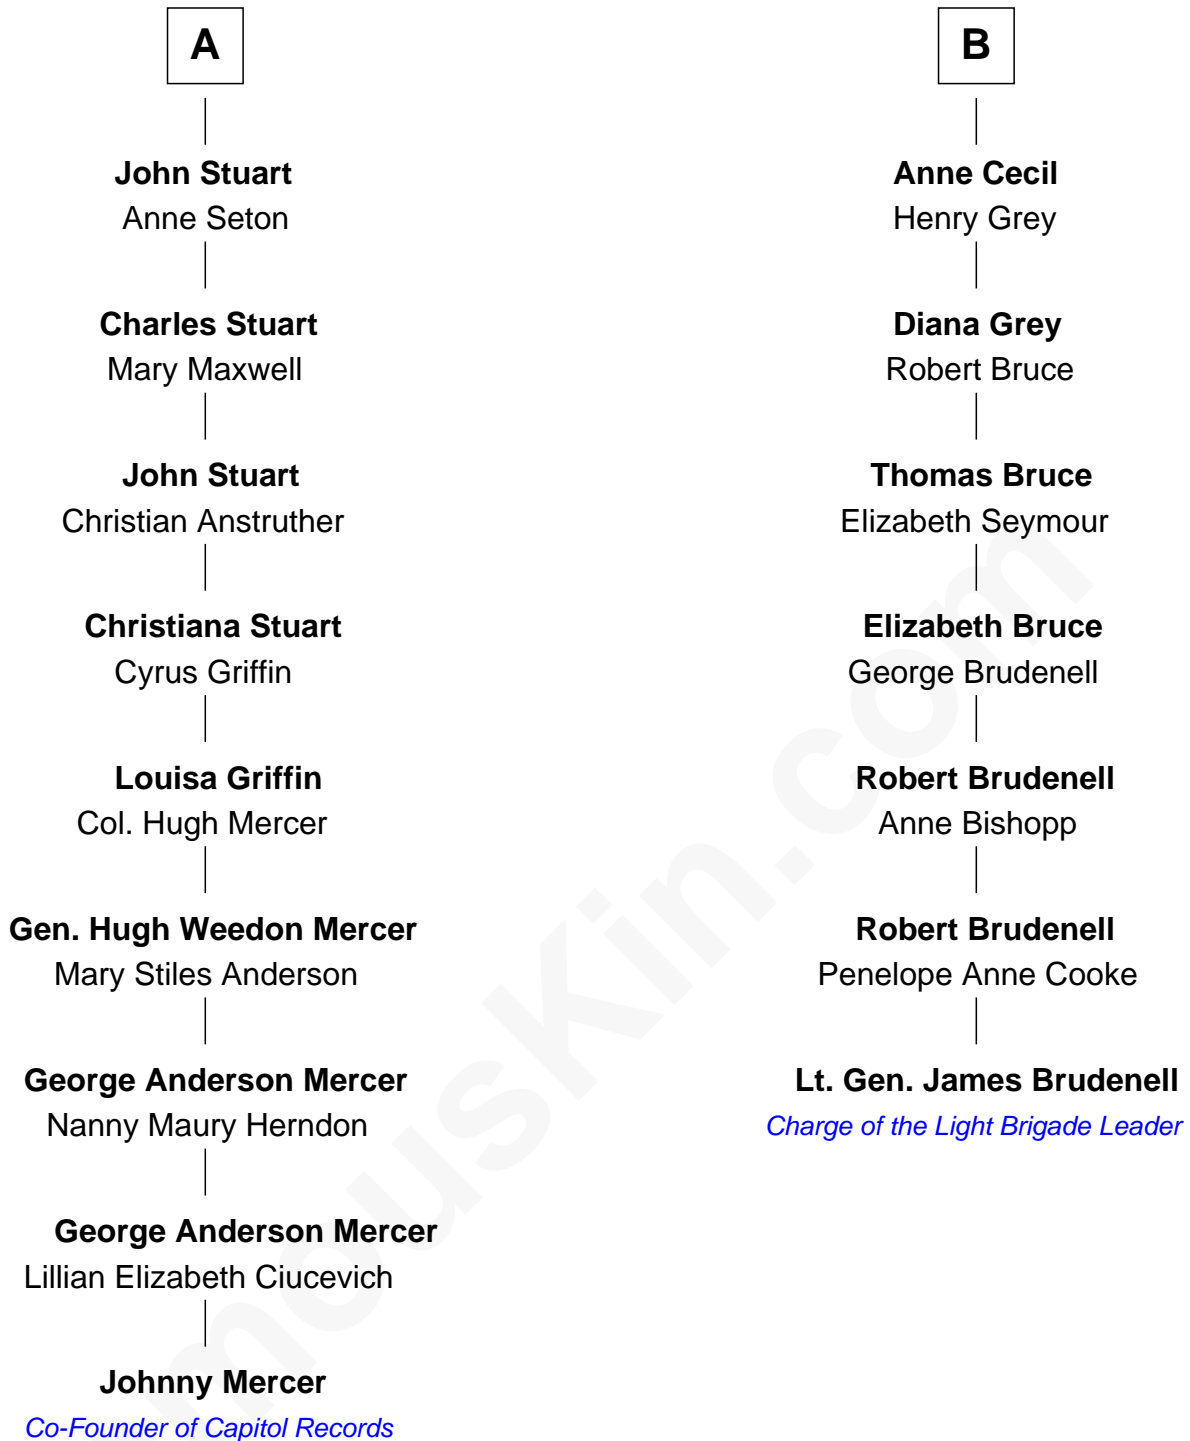 A
John Stuart
Anne Seton
Charles Stuart
Mary Maxwell
John Stuart
Christian Anstruther
Christiana Stuart
Cyrus Griffin
Louisa Griffin
Col. Hugh Mercer
Gen. Hugh Weedon Mercer
Mary Stiles Anderson
George Anderson Mercer
Nanny Maury Herndon
George Anderson Mercer
Lillian Elizabeth Ciucevich
Johnny Mercer
Co-Founder of Capitol Records
B
Anne Cecil
Henry Grey
Diana Grey
Robert Bruce
Thomas Bruce
Elizabeth Seymour
Elizabeth Bruce
George Brudenell
Robert Brudenell
Anne Bishopp
Robert Brudenell
Penelope Anne Cooke
Lt. Gen. James Brudenell
Charge of the Light Brigade Leader
mousKin.com